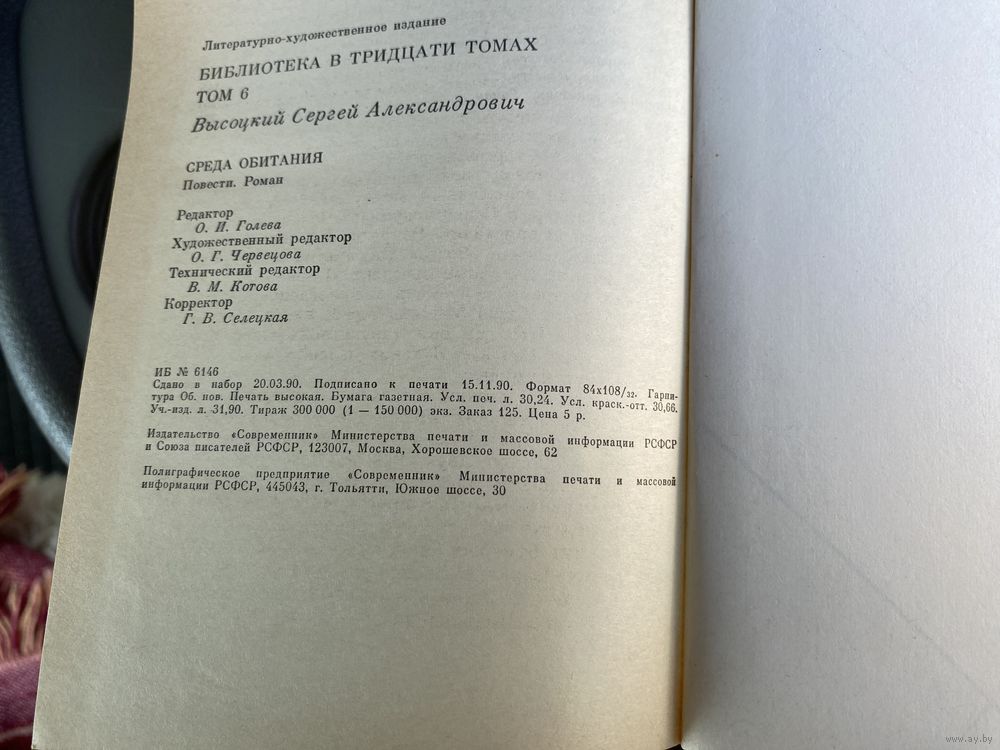 Литературно-художественное издание
БИБЛИОТЕКА В ТРИДЦАТИ ТОМАХ
ТОМ 6
Высоцкий Сергей Александрович
СРЕДА ОБИТАНИЯ
Повести. Роман
Редактор
О. И. Голева
Художественный редактор
О. Г. Червецова
Технический редактор
В. М. Котова
Корректор
Г. В. Селецкая
ИБ № 6146
Сдано в набор 20.03.90. Подписано к печати 15.11.90. Формат 84х108/32. Гарни-
тура Об. нов. Печать высокая. Бумага газетная. Усл. печ. л. 30,24. Усл. краск.-отт. 30,66.
Уч.-изд. л. 31,90. Тираж 300 000 (1 — 150 000) экз. Заказ 125. Цена 5 р.
Издательство «Современник» Министерства печати и массовой информации РСФСР
и Союза писателей РСФСР, 123007, Москва, Хорошевское шоссе, 62
Полиграфическое предприятие «Современник» Министерства печати и массовой
информации РСФСР, 445043, г. Тольятти, Южное шоссе, 30
www.ay.by